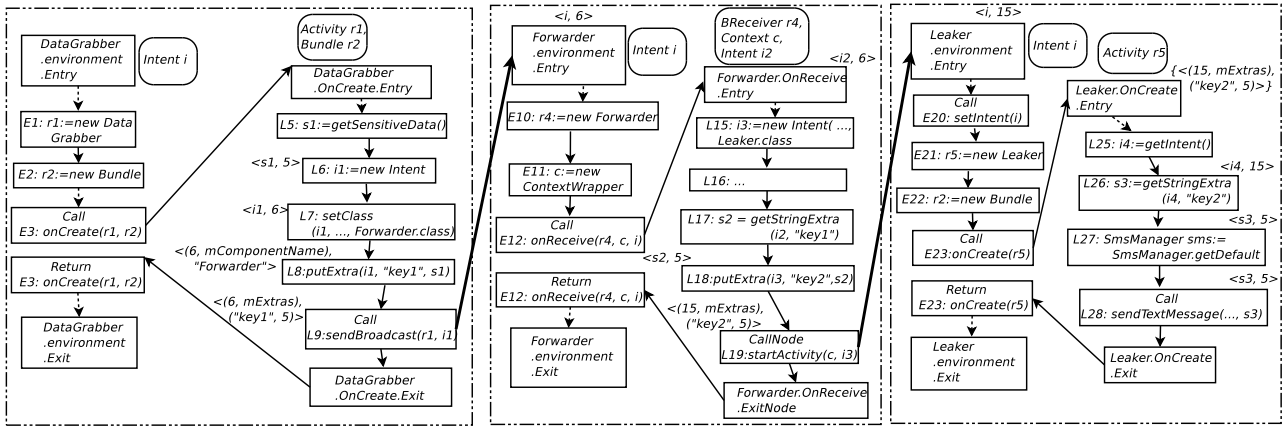 DataGrabber
.environment
.Entry
Intent i
Activity r1,
Bundle r2
DataGrabber
.OnCreate.Entry
E1: r1:=new Data
Grabber
L5: s1:=getSensitiveData()
<s1, 5>
E2: r2:=new Bundle
L6: i1:=new Intent
<i1, 6>
Call
E3: onCreate(r1, r2)
L7: setClass
(i1, ..., Forwarder.class)
<(6, mComponentName),
"Forwarder">
Return
E3: onCreate(r1, r2)
L8:putExtra(i1, "key1", s1)
<(6, mExtras),
("key1", 5)>
Call
L9:sendBroadcast(r1, i1)
DataGrabber
.environment
.Exit
DataGrabber
.OnCreate.Exit
<i, 6>
Forwarder
.environment
.Entry
Intent i
BReceiver r4,
Context c,
Intent i2
<i2, 6>
Forwarder.OnReceive
.Entry
E10: r4:=new Forwarder
L15: i3:=new Intent( ...,
Leaker.class
E11: c:=new
ContextWrapper
L16: ...
Call
E12: onReceive(r4, c, i)
L17: s2 = getStringExtra
(i2, "key1")
<s2, 5>
Return
E12: onReceive(r4, c, i)
L18:putExtra(i3, "key2",s2)
<(15, mExtras),
("key2", 5)>
Forwarder
.environment
.Exit
CallNode
L19:startActivity(c, i3)
Forwarder.OnReceive
.ExitNode
<i, 15>
Leaker
.environment
.Entry
Intent i
Activity r5
{<(15, mExtras),
("key2", 5)>}
Leaker.OnCreate
.Entry
Call
E20: setIntent(i)
L25: i4:=getIntent()
E21: r5:=new Leaker
<i4, 15>
L26: s3:=getStringExtra
(i4, "key2")
E22: r2:=new Bundle
<s3, 5>
Call
E23:onCreate(r5)
L27: SmsManager sms:=
SmsManager.getDefault
<s3, 5>
Return
E23: onCreate(r5)
Call
L28: sendTextMessage(..., s3)
Leaker
.environment
.Exit
Leaker.OnCreate
.Exit